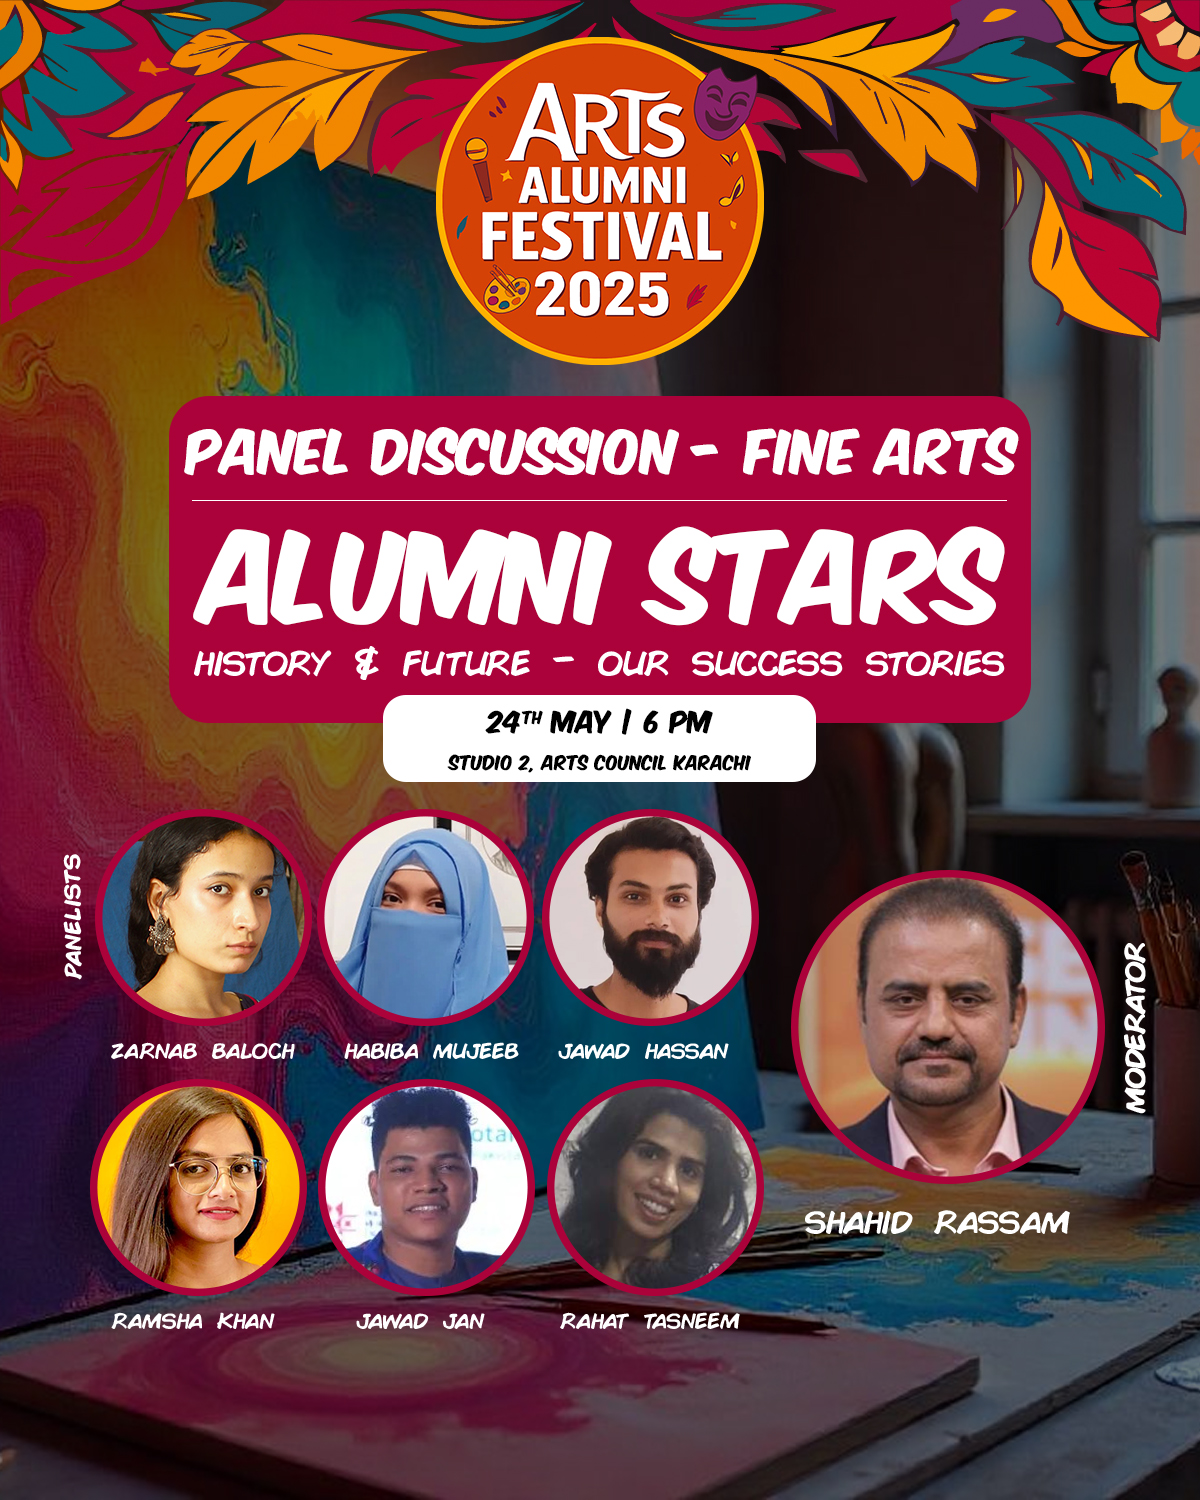 ARTS
ALUMNI
FESTIVAL
2025
PANEL DISCUSSION - FINE ARTS
ALUMNI STARS
HISTORY & FUTURE - OUR SUCCESS STORIES
24TH MAY | 6 PM
STUDIO 2, ARTS COUNCIL KARACHI
PANELISTS
ZARNAB BALOCH
HABIBA MUJEEB
JAWAD HASSAN
RAMSHA KHAN
JAWAD JAN
RAHAT TASNEEM
MODERATOR
SHAHID RASSAM